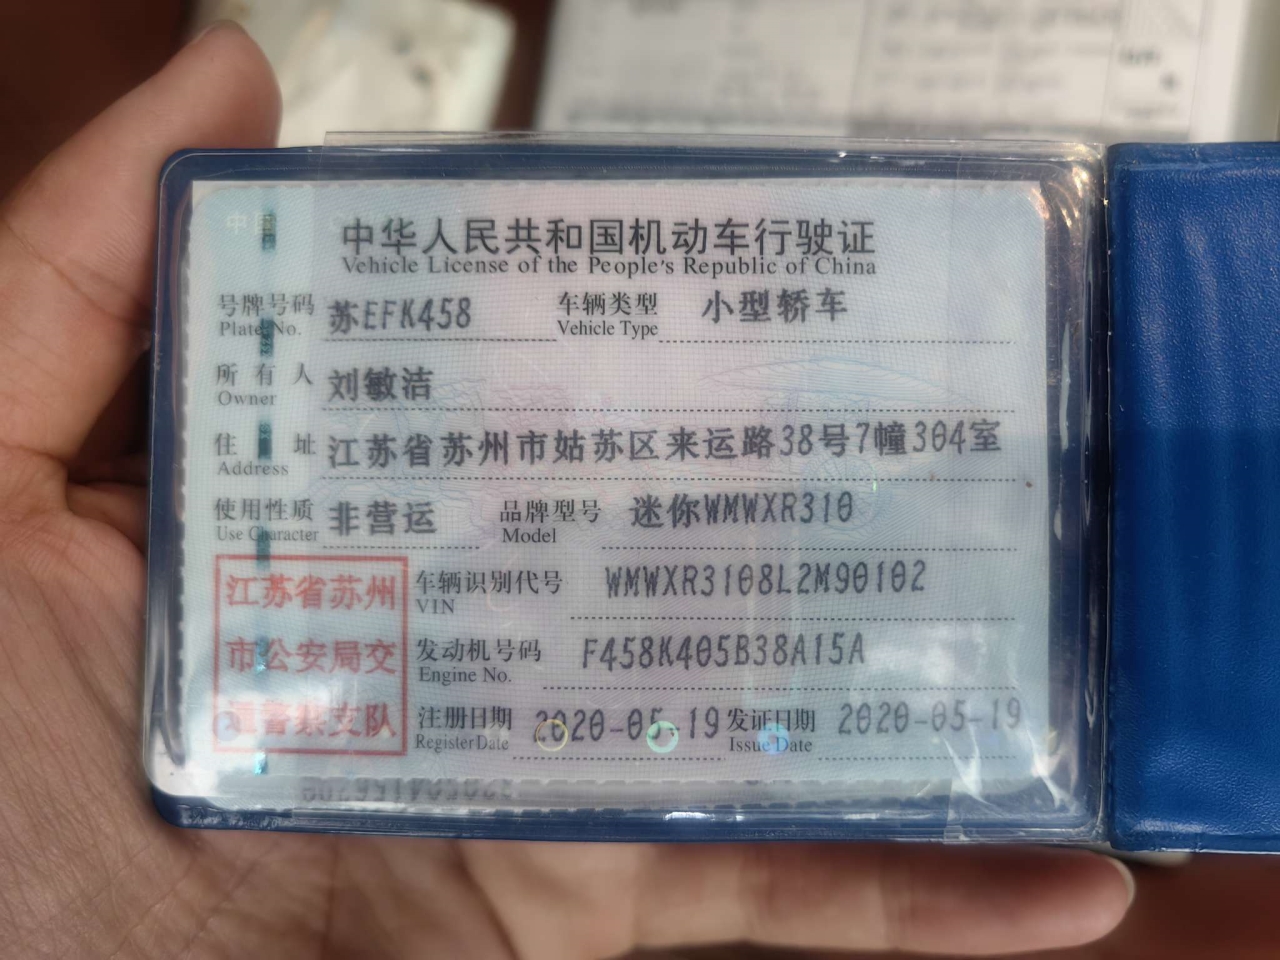 中华人民共和国机动车行驶证
Vehicle License of the People's Republic of China
号牌号码 苏EFK458 车辆类型 小型轿车
Plate No. Vehicle Type
所有人 刘敏洁
Owner
住址 江苏省苏州市姑苏区来运路38号7幢304室
Address
使用性质 非营运 品牌型号 迷你WMWXR310
Use Character Model
车辆识别代号 WMWXR3108L2M90102
VIN
发动机号码 F458K405B38A15A
Engine No.
注册日期 2020-05-19 发证日期 2020-05-19
Register Date Issue Date
江苏省苏州
市公安局交
通警察支队